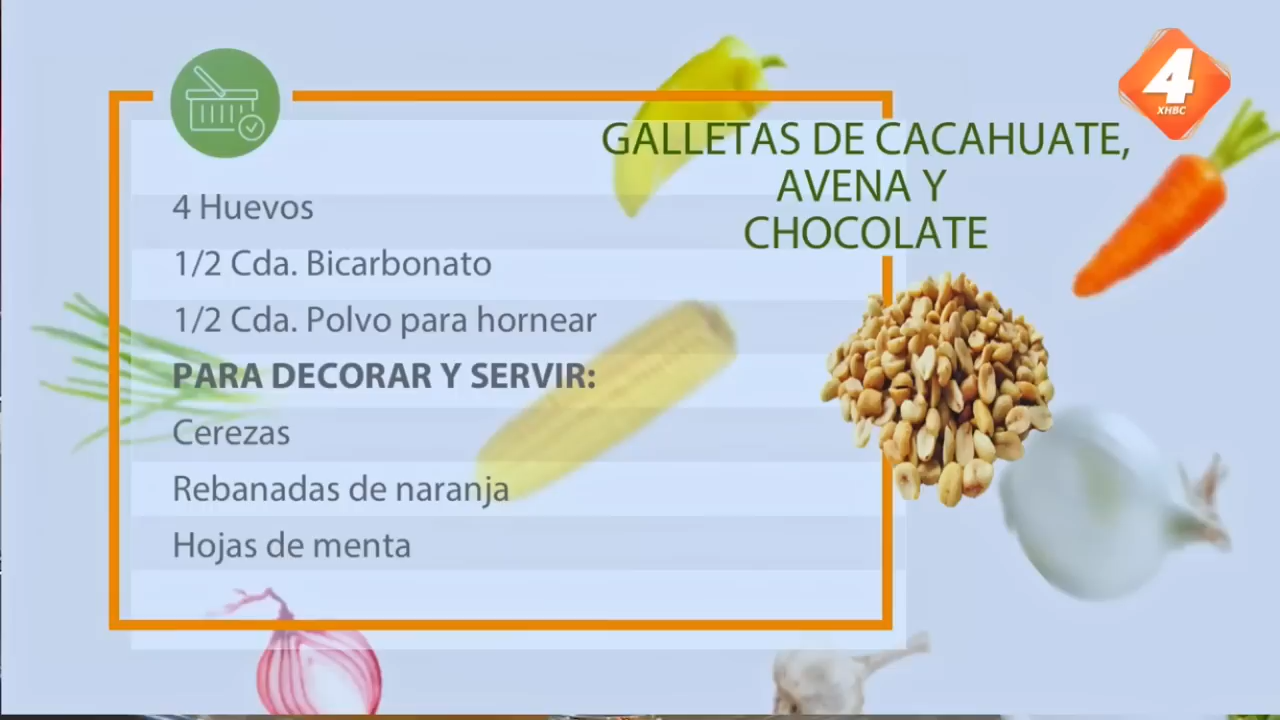 4
XHBC
GALLETAS DE CACAHUATE,
AVENA Y
CHOCOLATE
4 Huevos
1/2 Cda. Bicarbonato
1/2 Cda. Polvo para hornear
PARA DECORAR Y SERVIR:
Cerezas
Rebanadas de naranja
Hojas de menta